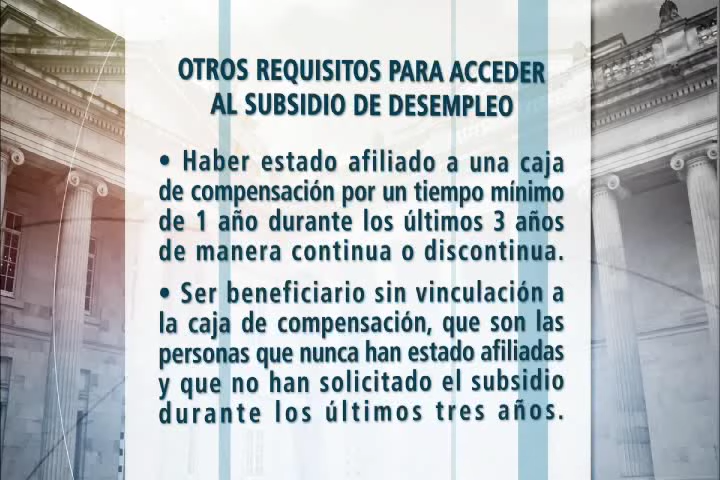 OTROS REQUISITOS PARA ACCEDER
AL SUBSIDIO DE DESEMPLEO
• Haber estado afiliado a una caja
de compensación por un tiempo mínimo
de 1 año durante los últimos 3 años
de manera continua o discontinua.
• Ser beneficiario sin vinculación a
la caja de compensación, que son las
personas que nunca han estado afiliadas
y que no han solicitado el subsidio
durante los últimos tres años.